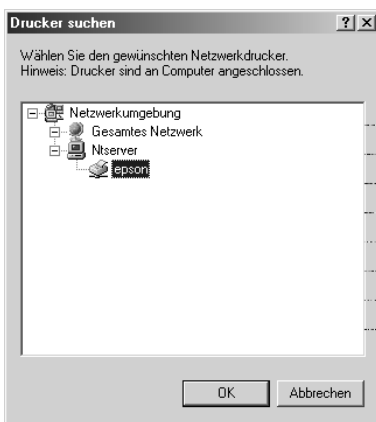 Drucker suchen
Wählen Sie den gewünschten Netzwerkdrucker.
Hinweis: Drucker sind an Computer angeschlossen.
Netzwerkumgebung
Gesamtes Netzwerk
Ntserver
epson
OK Abbrechen